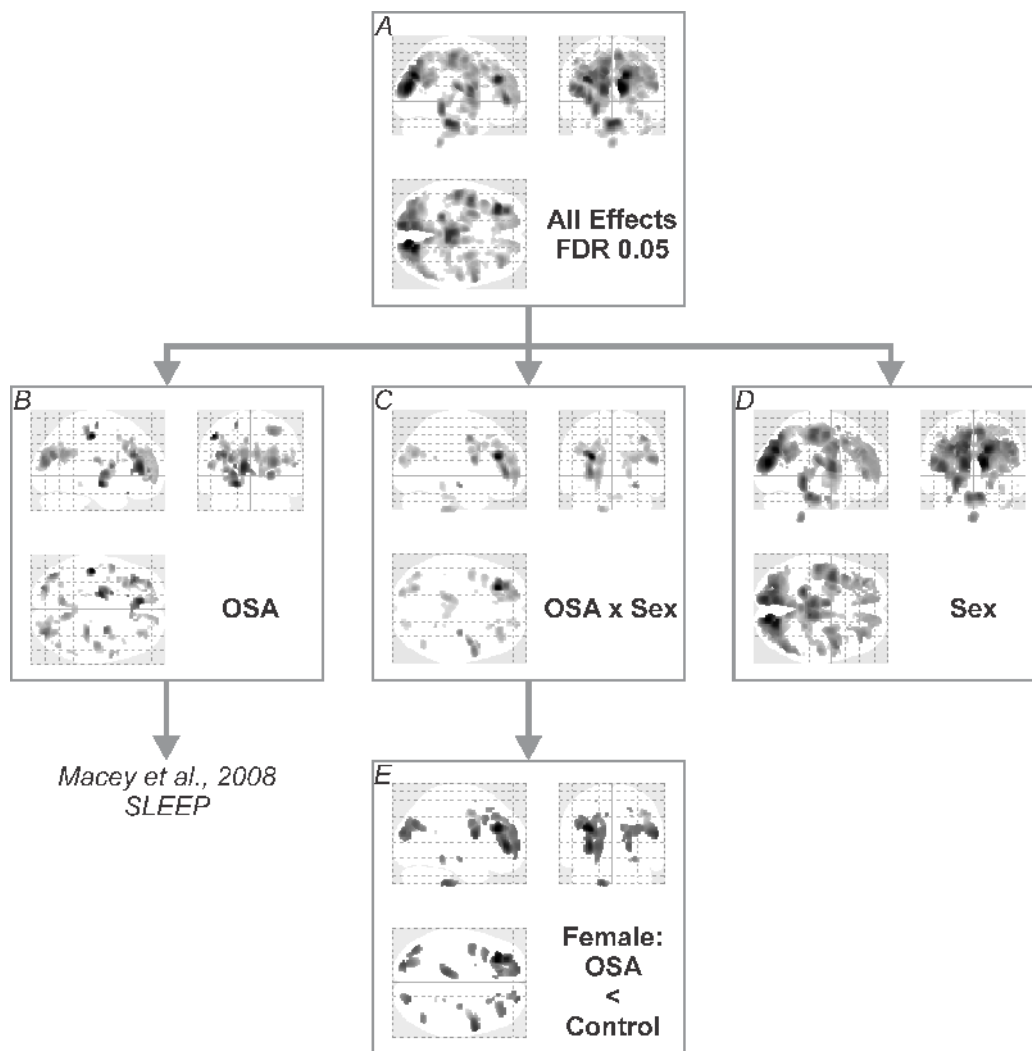 A
All Effects
FDR 0.05
B
OSA
C
OSA x Sex
D
Sex
Macey et al., 2008
SLEEP
E
Female:
OSA
<
Control